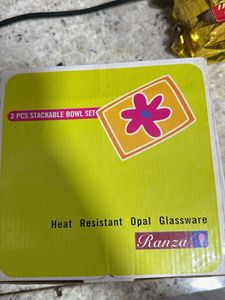 3 PCS STACKABLE BOWL SET
Heat Resistant Opal Glassware
Ranza